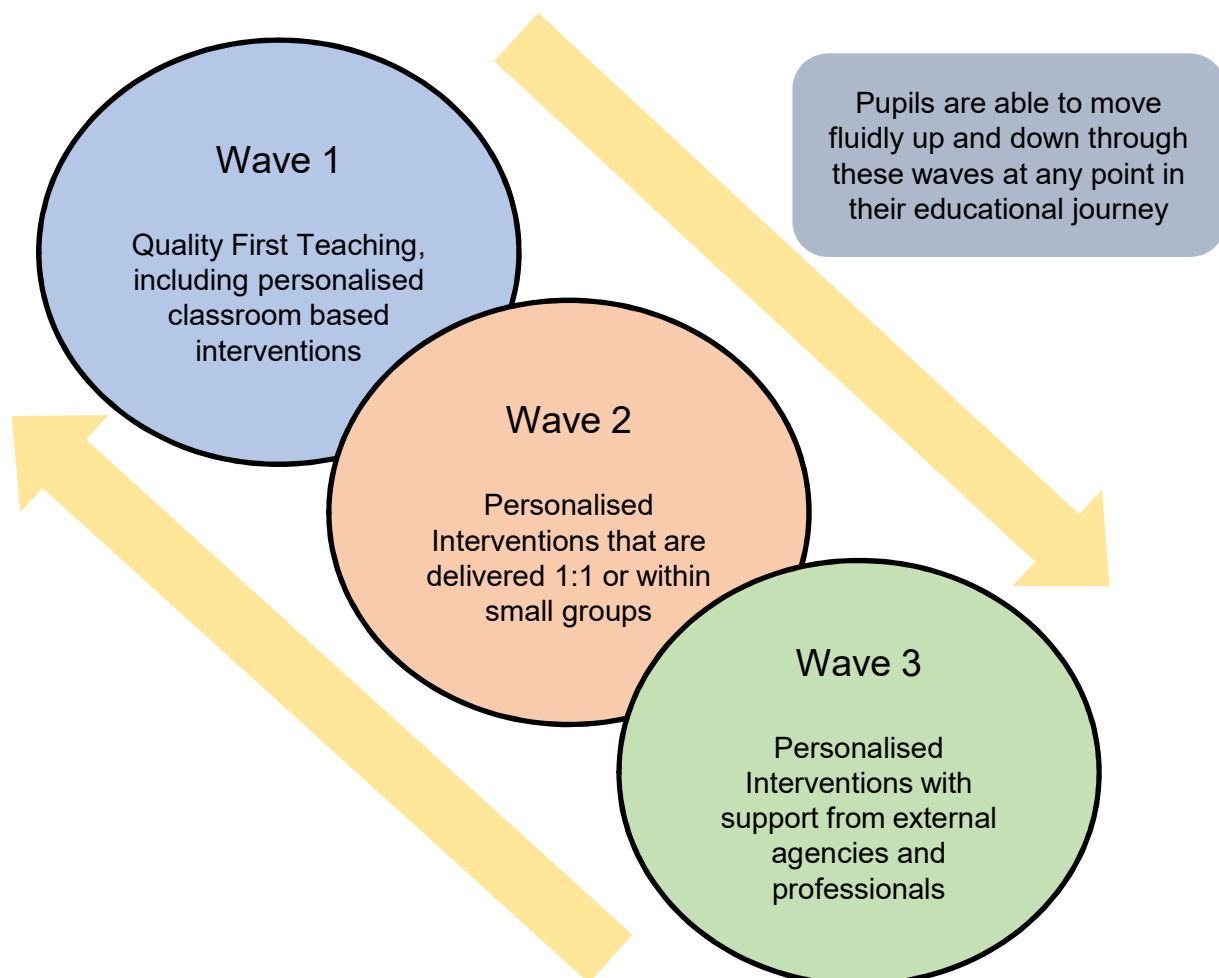 Wave 1
Quality First Teaching,
including personalised
classroom based
interventions
Pupils are able to move
fluidly up and down through
these waves at any point in
their educational journey
Wave 2
Personalised
Interventions that are
delivered 1:1 or within
small groups
Wave 3
Personalised
Interventions with
support from external
agencies and
professionals